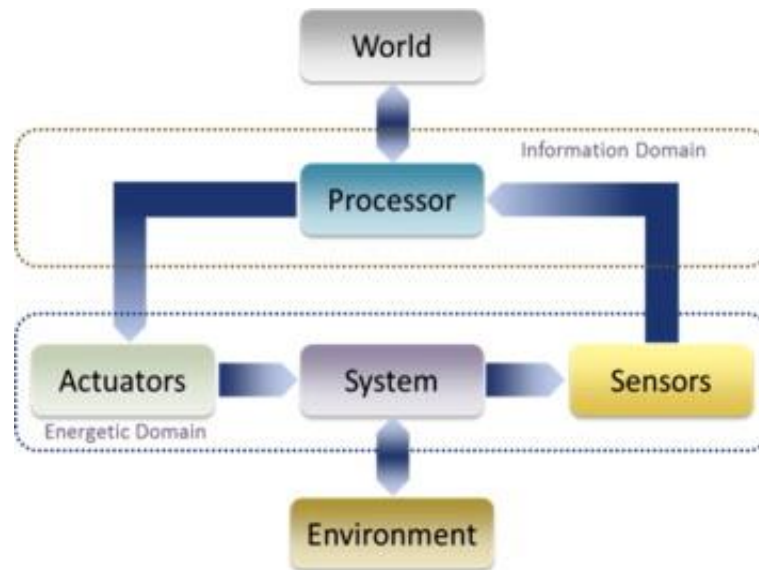 World
Information Domain
Processor
Actuators
System
Sensors
Energetic Domain
Environment